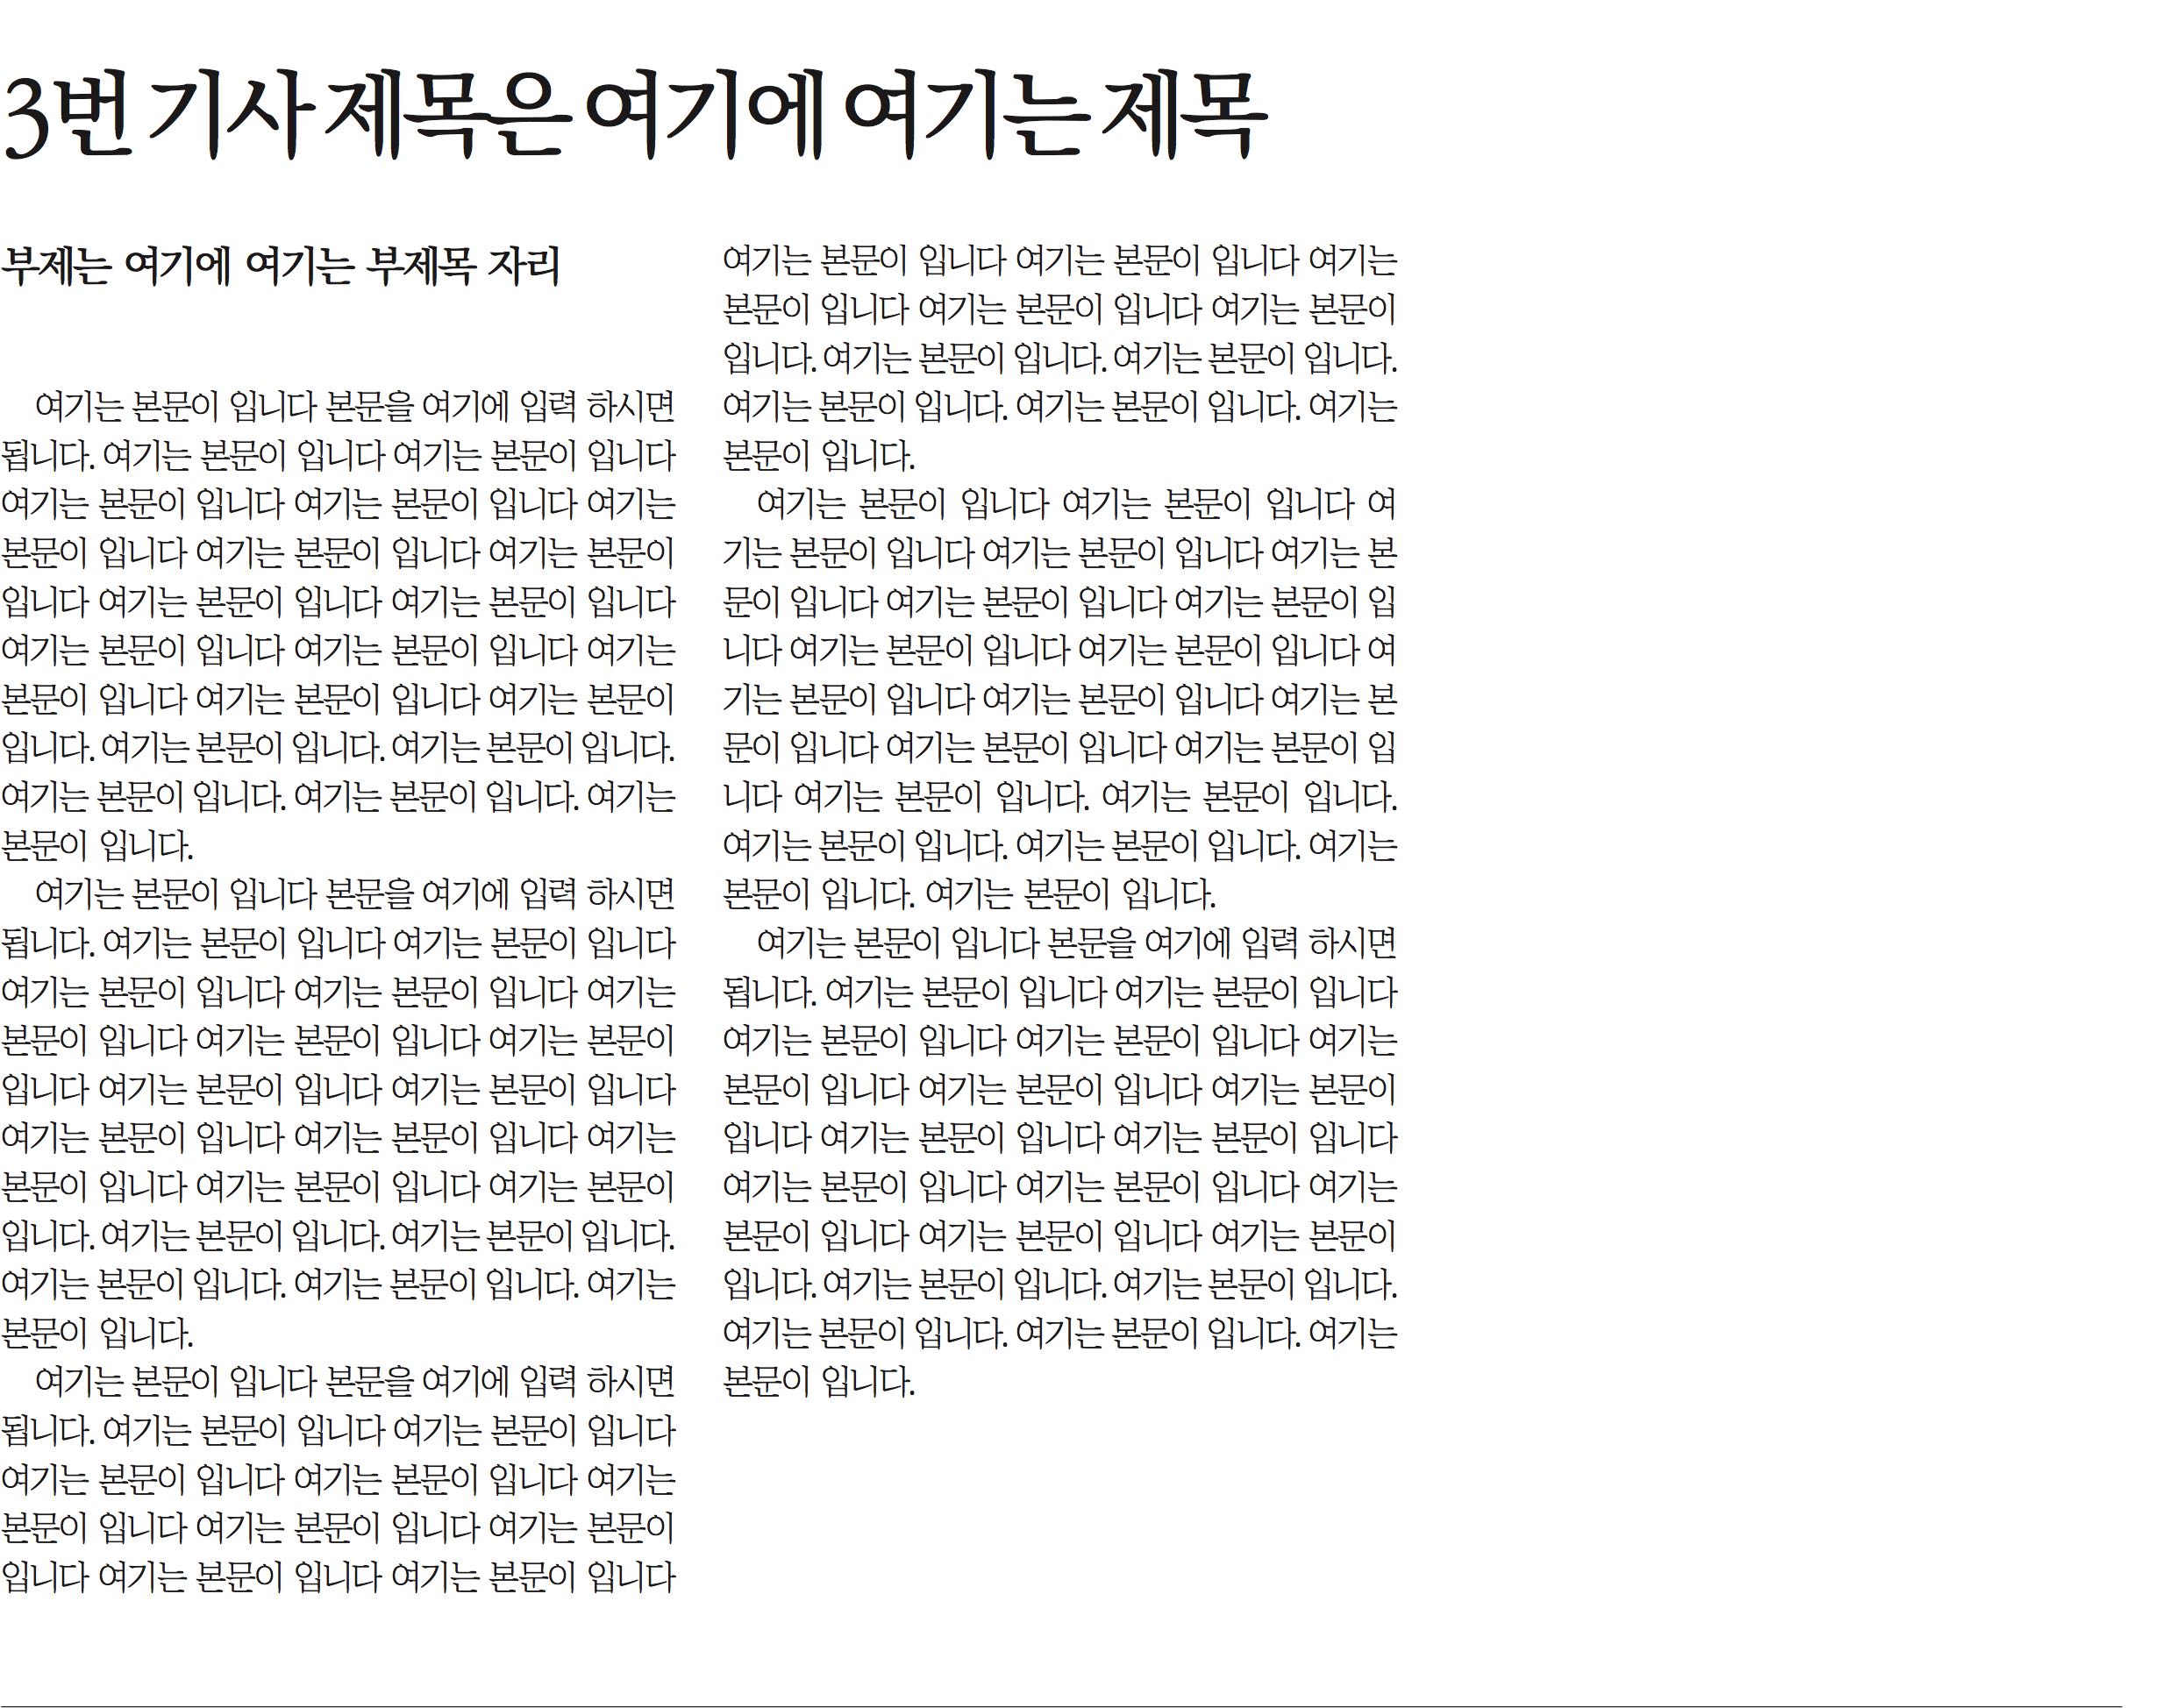 3번 기사 제목은 여기에 여기는 제목
부제는 여기에 여기는 부제목 자리
여기는 본문이 입니다 본문을 여기에 입력 하시면
됩니다. 여기는 본문이 입니다 여기는 본문이 입니다
여기는 본문이 입니다 여기는 본문이 입니다 여기는
본문이 입니다 여기는 본문이 입니다 여기는 본문이
입니다 여기는 본문이 입니다 여기는 본문이 입니다
여기는 본문이 입니다 여기는 본문이 입니다 여기는
본문이 입니다 여기는 본문이 입니다 여기는 본문이
입니다. 여기는 본문이 입니다. 여기는 본문이 입니다.
여기는 본문이 입니다. 여기는 본문이 입니다. 여기는
본문이 입니다.
여기는 본문이 입니다 본문을 여기에 입력 하시면
됩니다. 여기는 본문이 입니다 여기는 본문이 입니다
여기는 본문이 입니다 여기는 본문이 입니다 여기는
본문이 입니다 여기는 본문이 입니다 여기는 본문이
입니다 여기는 본문이 입니다 여기는 본문이 입니다
여기는 본문이 입니다 여기는 본문이 입니다 여기는
본문이 입니다 여기는 본문이 입니다 여기는 본문이
입니다. 여기는 본문이 입니다. 여기는 본문이 입니다.
여기는 본문이 입니다. 여기는 본문이 입니다. 여기는
본문이 입니다.
여기는 본문이 입니다 본문을 여기에 입력 하시면
됩니다. 여기는 본문이 입니다 여기는 본문이 입니다
여기는 본문이 입니다 여기는 본문이 입니다 여기는
본문이 입니다 여기는 본문이 입니다 여기는 본문이
입니다 여기는 본문이 입니다 여기는 본문이 입니다
여기는 본문이 입니다 여기는 본문이 입니다 여기는
본문이 입니다 여기는 본문이 입니다 여기는 본문이
입니다. 여기는 본문이 입니다. 여기는 본문이 입니다.
여기는 본문이 입니다. 여기는 본문이 입니다. 여기는
본문이 입니다.
여기는 본문이 입니다 여기는 본문이 입니다 여
기는 본문이 입니다 여기는 본문이 입니다 여기는 본
문이 입니다 여기는 본문이 입니다 여기는 본문이 입
니다 여기는 본문이 입니다 여기는 본문이 입니다 여
기는 본문이 입니다 여기는 본문이 입니다 여기는 본
문이 입니다 여기는 본문이 입니다 여기는 본문이 입
니다 여기는 본문이 입니다. 여기는 본문이 입니다.
여기는 본문이 입니다. 여기는 본문이 입니다. 여기는
본문이 입니다. 여기는 본문이 입니다.
여기는 본문이 입니다 본문을 여기에 입력 하시면
됩니다. 여기는 본문이 입니다 여기는 본문이 입니다
여기는 본문이 입니다 여기는 본문이 입니다 여기는
본문이 입니다 여기는 본문이 입니다 여기는 본문이
입니다 여기는 본문이 입니다 여기는 본문이 입니다
여기는 본문이 입니다 여기는 본문이 입니다 여기는
본문이 입니다 여기는 본문이 입니다 여기는 본문이
입니다. 여기는 본문이 입니다. 여기는 본문이 입니다.
여기는 본문이 입니다. 여기는 본문이 입니다. 여기는
본문이 입니다.